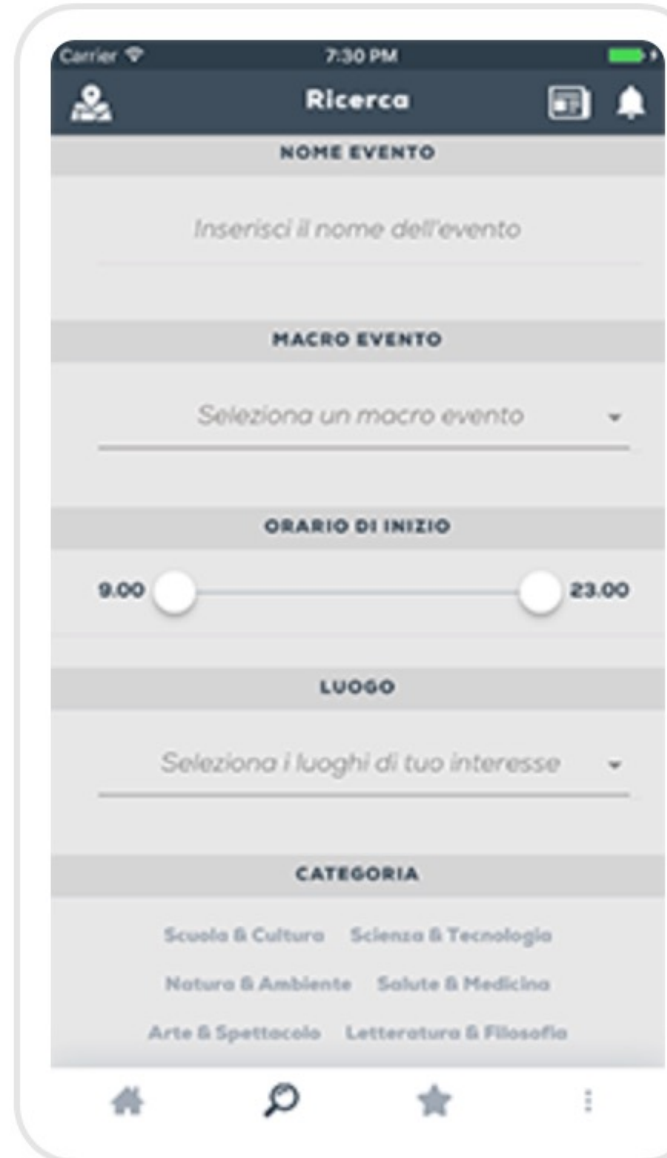 Carrier 7:30 PM
Ricerca
NOME EVENTO
Inserisci il nome dell'evento
MACRO EVENTO
Seleziona un macro evento
ORARIO DI INIZIO
9.00 23.00
LUOGO
Seleziona i luoghi di tuo interesse
CATEGORIA
Scuola & Cultura Scienza & Tecnologia
Natura & Ambiente Salute & Medicina
Arte & Spettacolo Letteratura & Filosofia